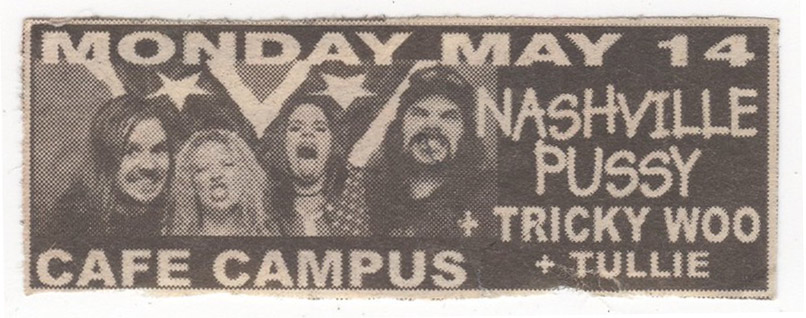 MONDAY MAY 14
NASHVILLE
PUSSY
+ TRICKY WOO
+ TULLIE
CAFE CAMPUS